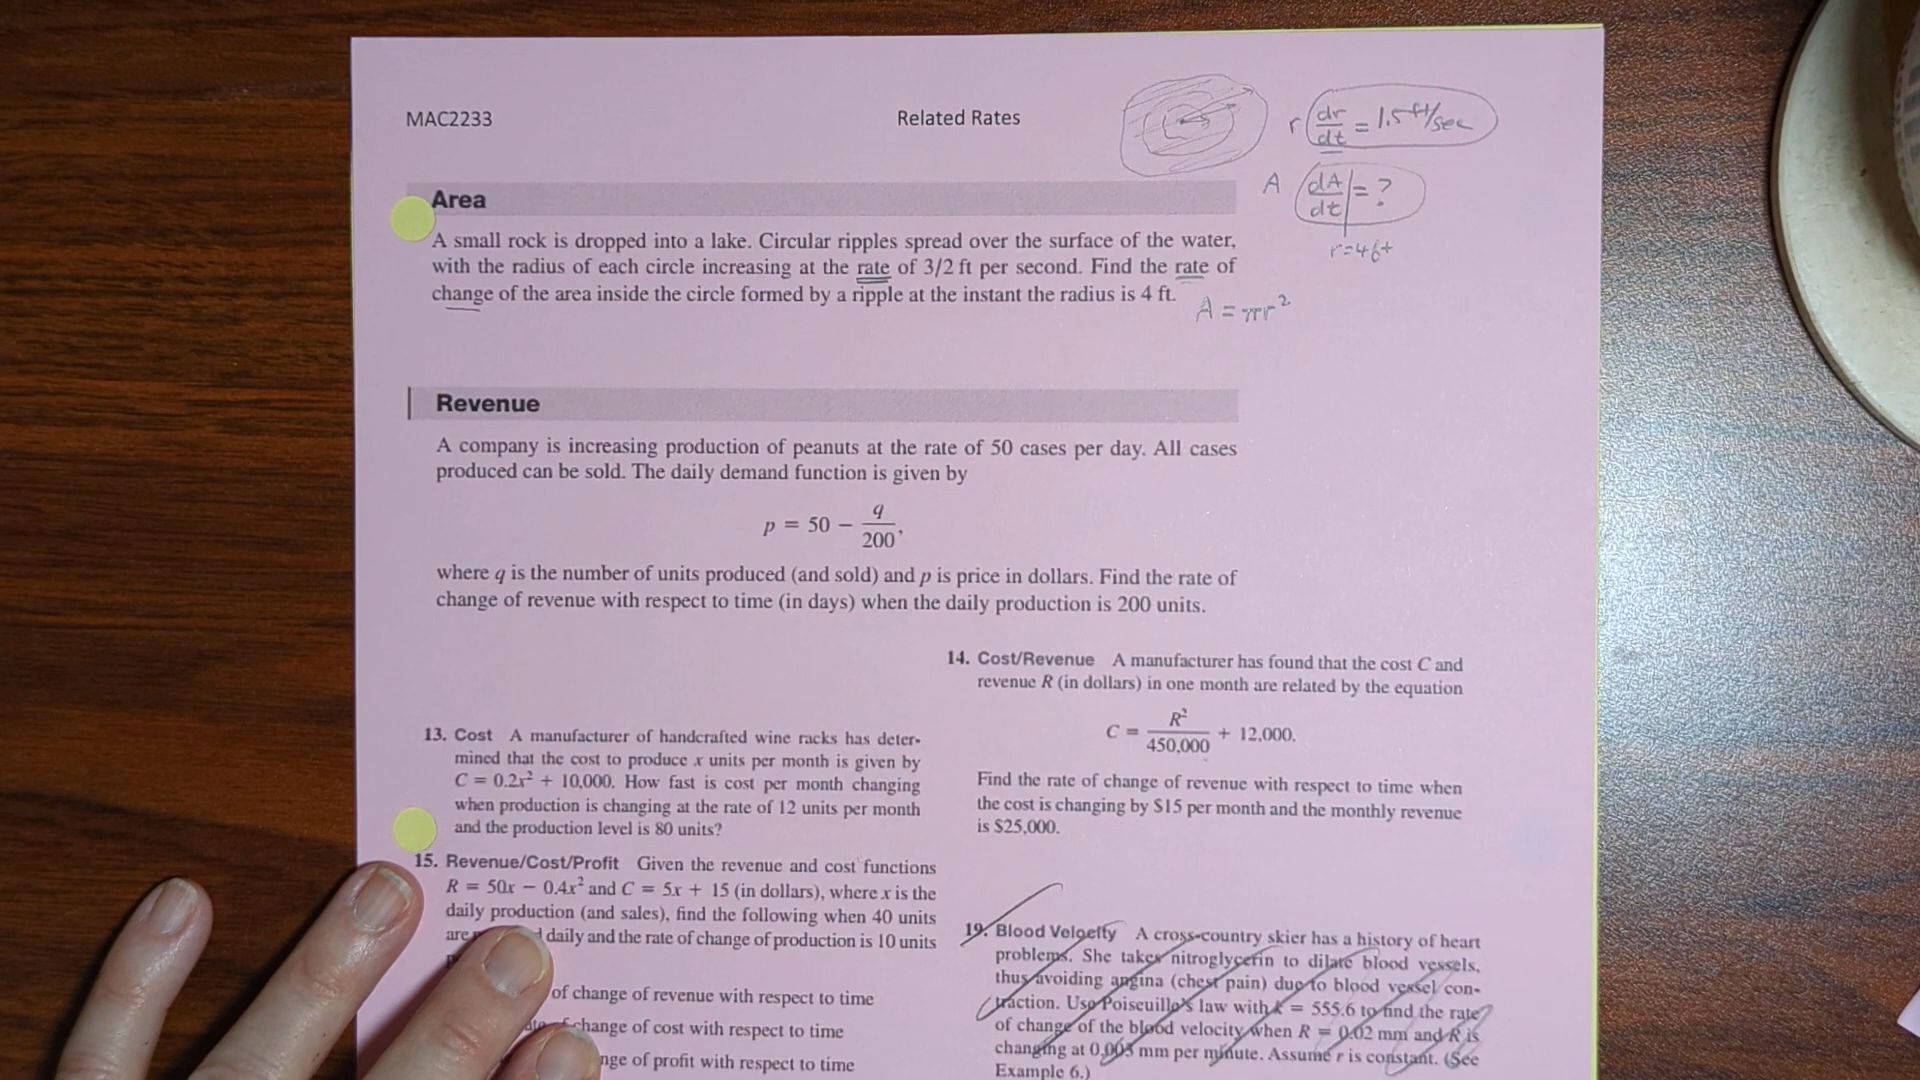 MAC2233
Related Rates
r dr/dt = 1.5 ft/sec
A dA/dt | = ?
r=4ft
Area
A small rock is dropped into a lake. Circular ripples spread over the surface of the water,
with the radius of each circle increasing at the rate of 3/2 ft per second. Find the rate of
change of the area inside the circle formed by a ripple at the instant the radius is 4 ft.
A = πr²
Revenue
A company is increasing production of peanuts at the rate of 50 cases per day. All cases
produced can be sold. The daily demand function is given by
p = 50 − q/200,
where q is the number of units produced (and sold) and p is price in dollars. Find the rate of
change of revenue with respect to time (in days) when the daily production is 200 units.
13. Cost A manufacturer of handcrafted wine racks has deter-
mined that the cost to produce x units per month is given by
C = 0.2x² + 10,000. How fast is cost per month changing
when production is changing at the rate of 12 units per month
and the production level is 80 units?
15. Revenue/Cost/Profit Given the revenue and cost functions
R = 50x − 0.4x² and C = 5x + 15 (in dollars), where x is the
daily production (and sales), find the following when 40 units
are daily and the rate of change of production is 10 units
of change of revenue with respect to time
change of cost with respect to time
of profit with respect to time
14. Cost/Revenue A manufacturer has found that the cost C and
revenue R (in dollars) in one month are related by the equation
C = R²/450,000 + 12,000.
Find the rate of change of revenue with respect to time when
the cost is changing by $15 per month and the monthly revenue
is $25,000.
19. Blood Velocity A cross-country skier has a history of heart
problems. She takes nitroglycerin to dilate blood vessels,
thus avoiding angina (chest pain) due to blood vessel con-
traction. Use Poiseuille's law with k = 555.6 to find the rate
of change of the blood velocity when R = 0.02 mm and R is
changing at 0.003 mm per minute. Assume r is constant. (See
Example 6.)